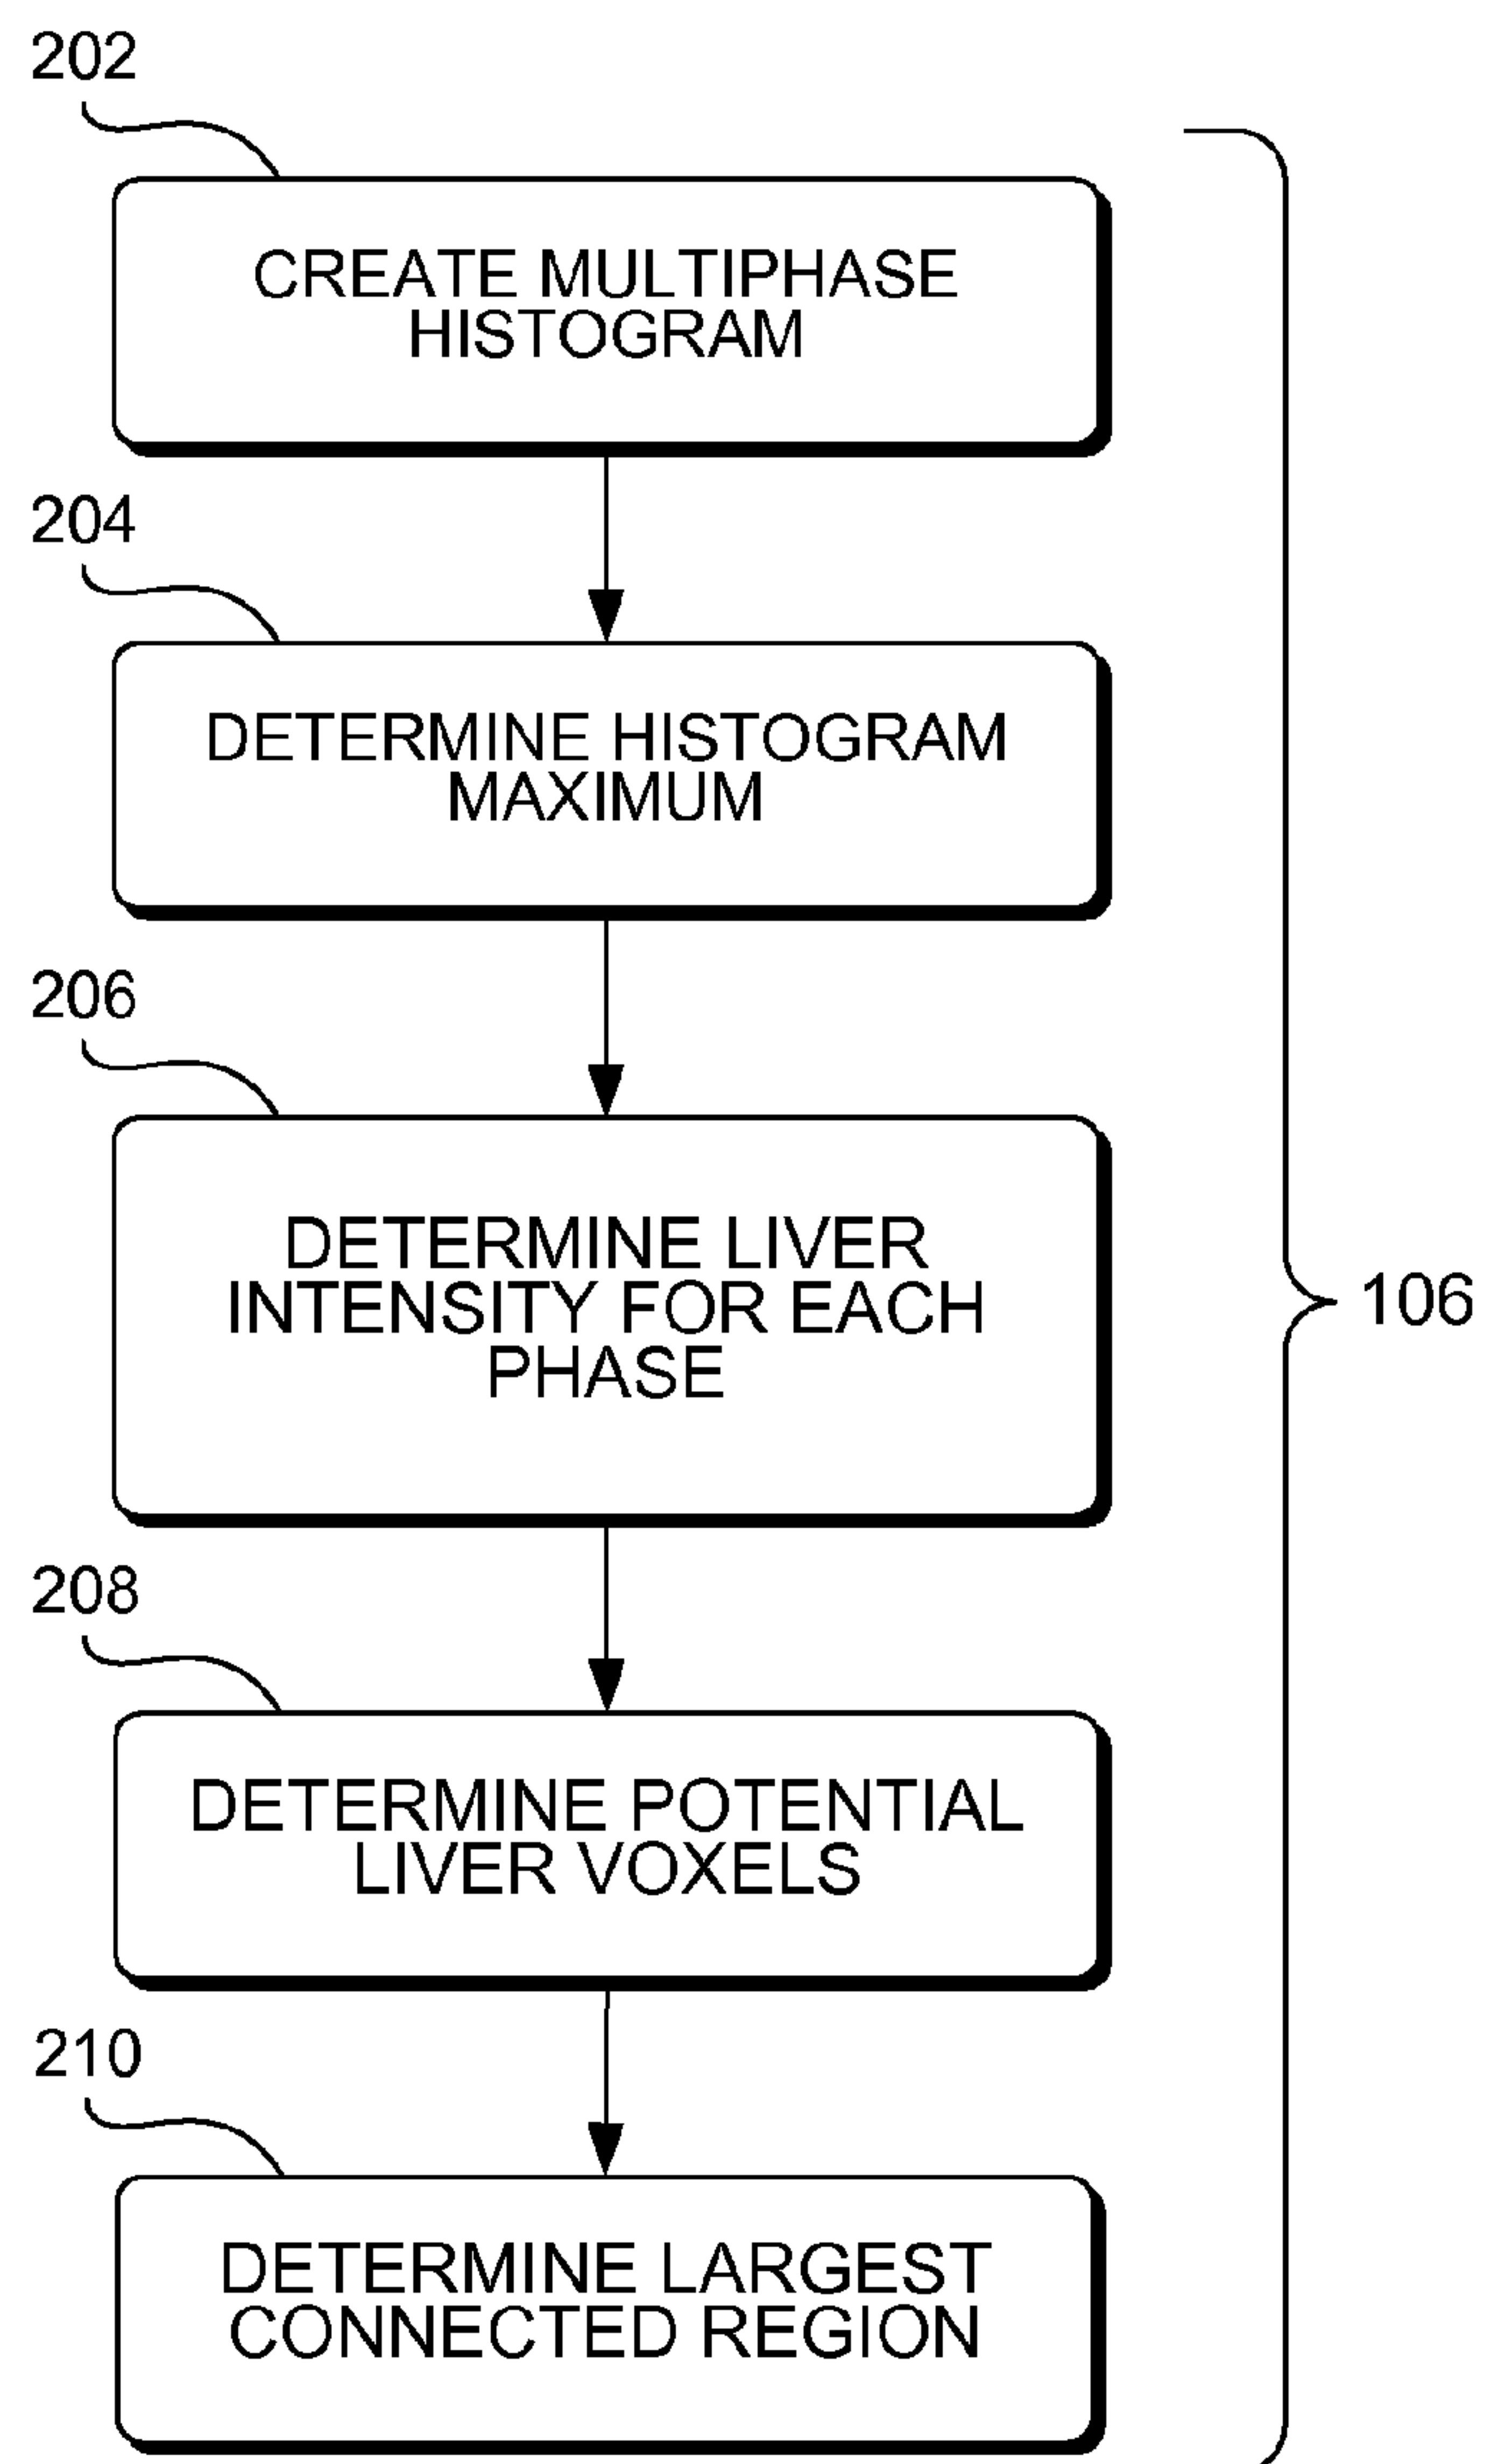 202
CREATE MULTIPHASE
HISTOGRAM
204
DETERMINE HISTOGRAM
MAXIMUM
206
DETERMINE LIVER
INTENSITY FOR EACH
PHASE
106
208
DETERMINE POTENTIAL
LIVER VOXELS
210
DETERMINE LARGEST
CONNECTED REGION